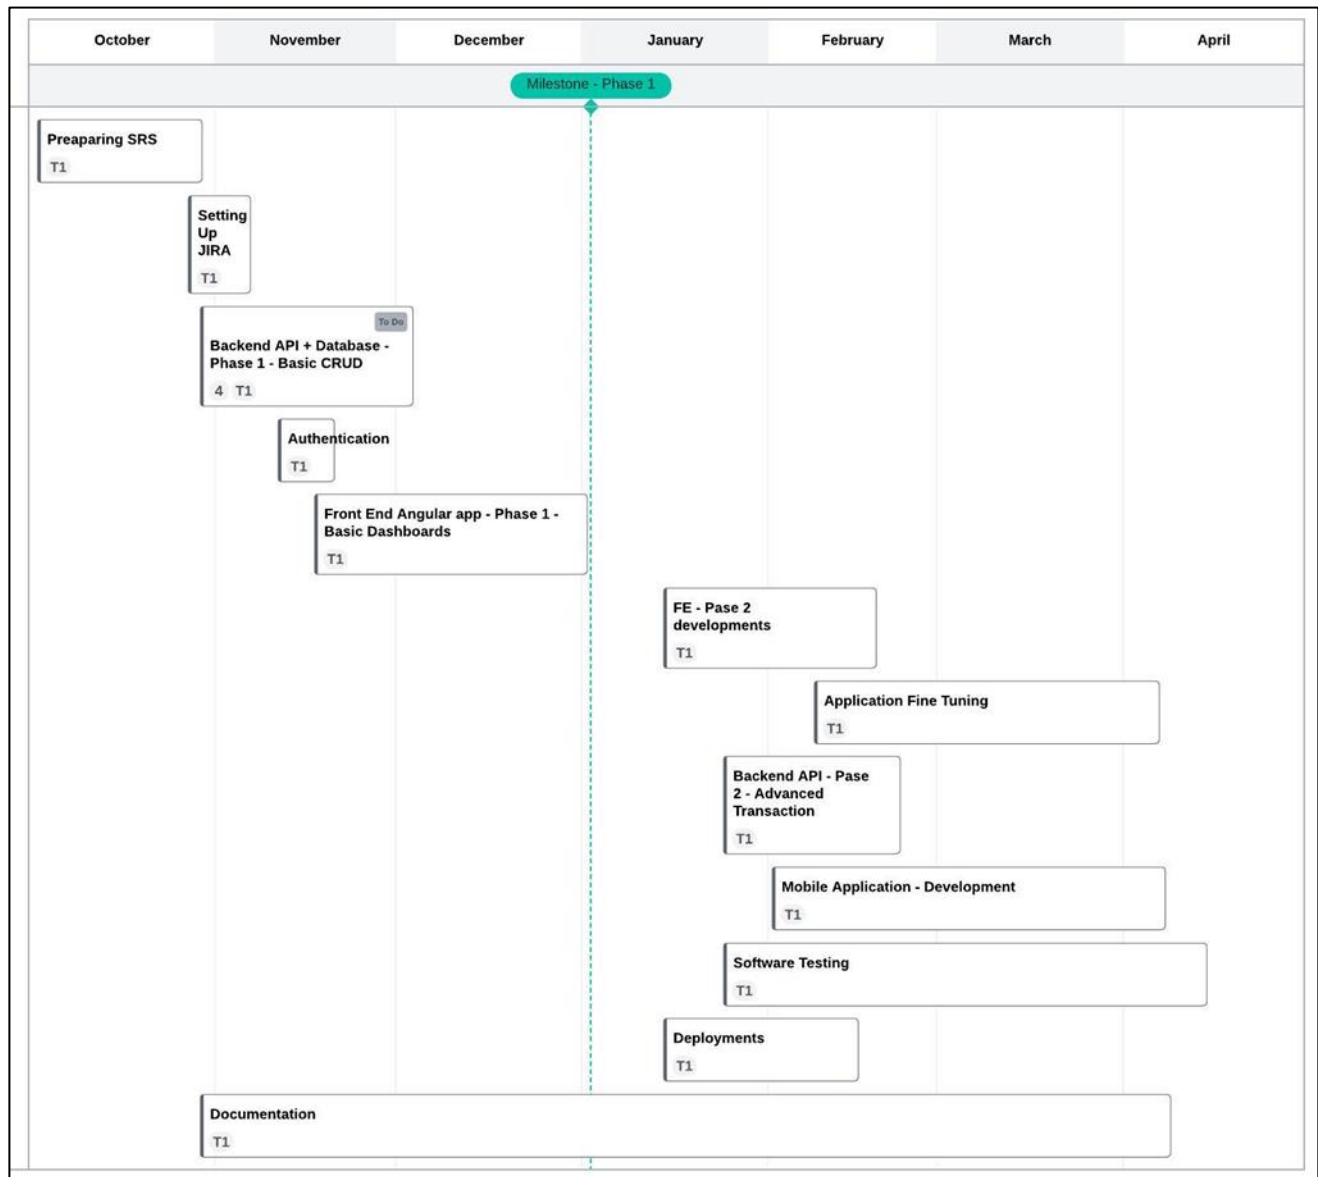 October November December January February March April
Milestone - Phase 1
Preaparing SRS
T1
Setting
Up
JIRA
T1
To Do
Backend API + Database -
Phase 1 - Basic CRUD
4 T1
Authentication
T1
Front End Angular app - Phase 1 -
Basic Dashboards
T1
FE - Pase 2
developments
T1
Application Fine Tuning
T1
Backend API - Pase
2 - Advanced
Transaction
T1
Mobile Application - Development
T1
Software Testing
T1
Deployments
T1
Documentation
T1